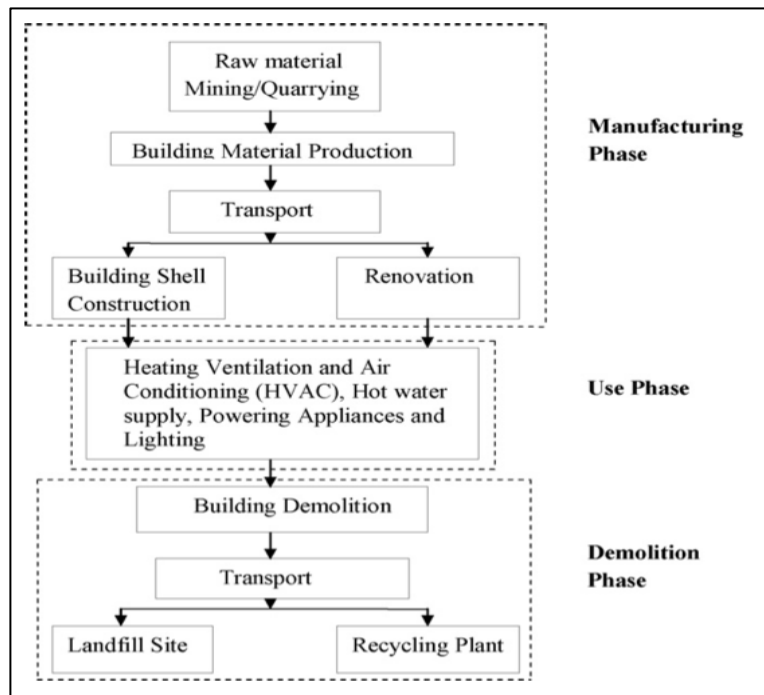 Raw material
Mining/Quarrying
Manufacturing
Phase
Building Material Production
Transport
Building Shell
Construction
Renovation
Heating Ventilation and Air
Conditioning (HVAC), Hot water
supply, Powering Appliances and
Lighting
Use Phase
Building Demolition
Demolition
Phase
Transport
Landfill Site
Recycling Plant